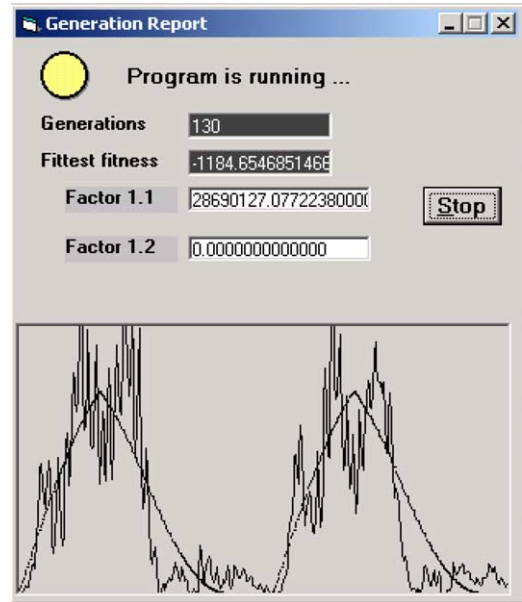 Generation Report
Program is running ...
Generations 130
Fittest fitness -1184.6546851466
Factor 1.1 28690127.0772238000
Stop
Factor 1.2 0.0000000000000